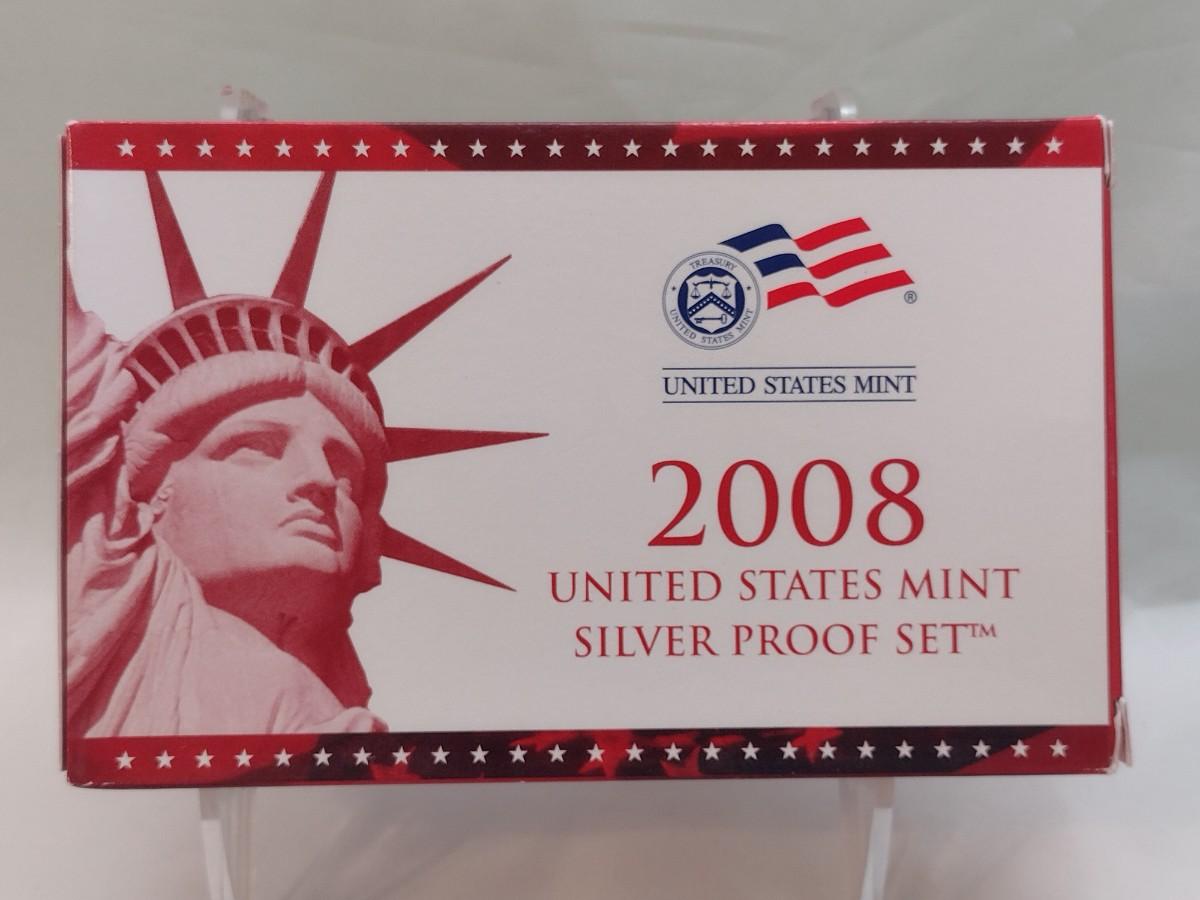 TREASURY
UNITED STATES MINT
®
UNITED STATES MINT
2008
UNITED STATES MINT
SILVER PROOF SET™